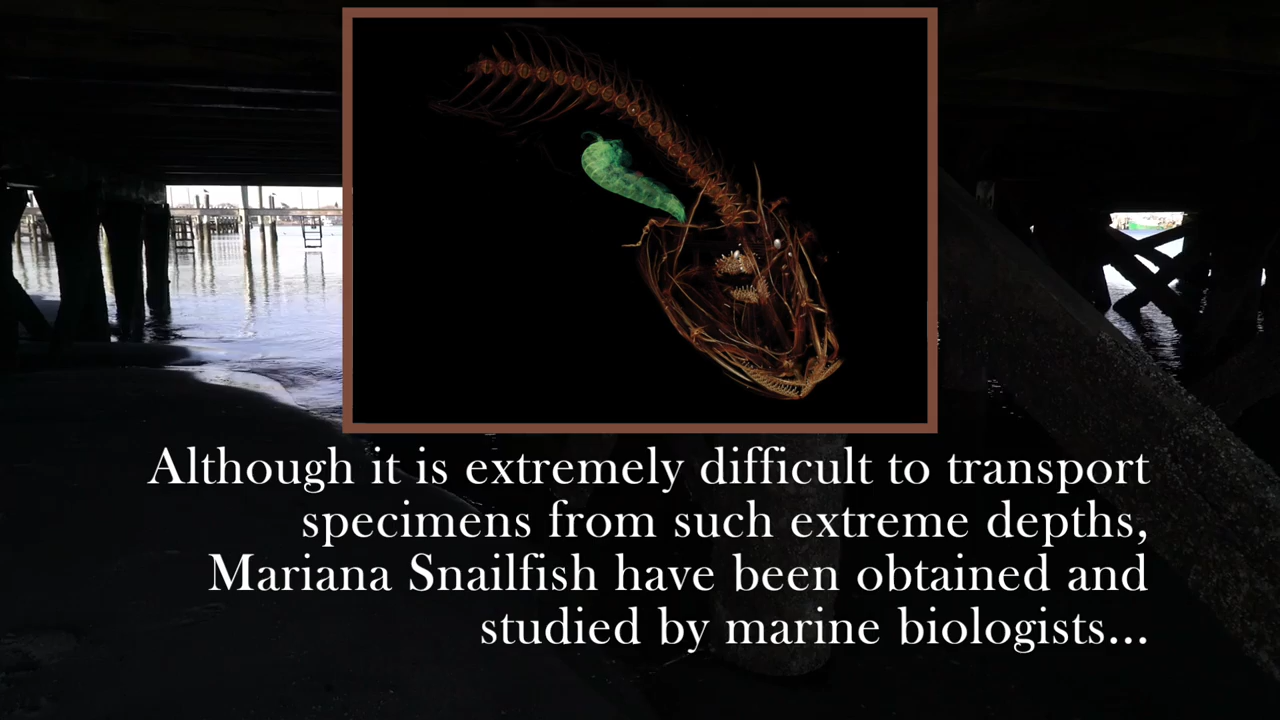 Although it is extremely difficult to transport
specimens from such extreme depths,
Mariana Snailfish have been obtained and
studied by marine biologists...